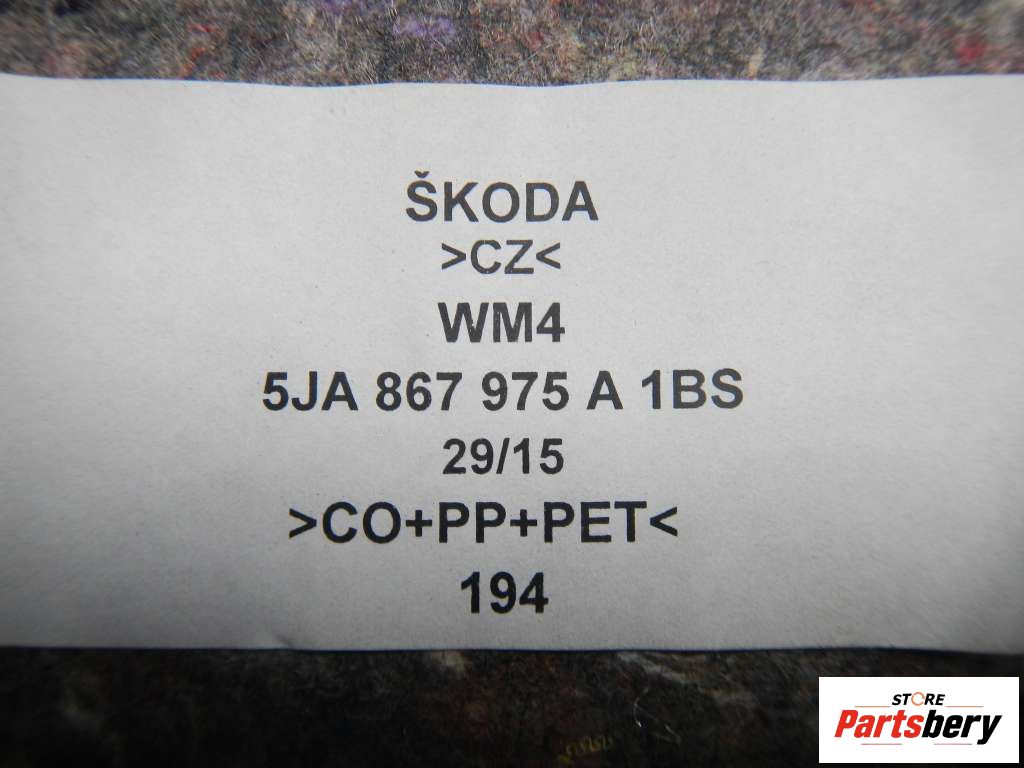 ŠKODA
>CZ<
WM4
5JA 867 975 A 1BS
29/15
>CO+PP+PET<
194
STORE
Partsbery